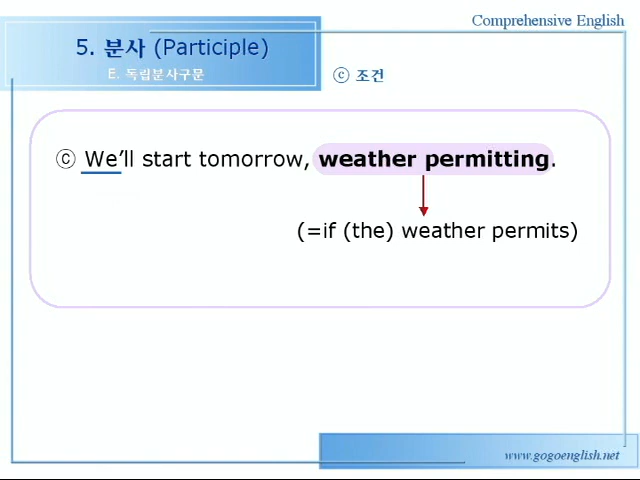 Comprehensive English
5. 분사 (Participle)
E. 독립분사구문
ⓒ 조건
ⓒ We’ll start tomorrow, weather permitting.
(=if (the) weather permits)
www.gogoenglish.net